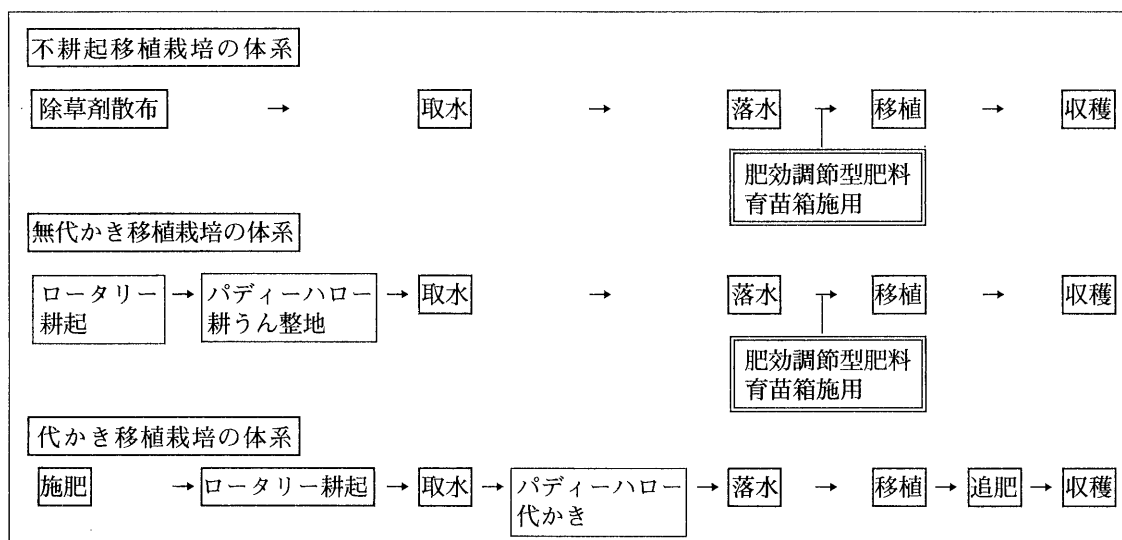 不耕起移植栽培の体系
除草剤散布 → 取水 → 落水 → 移植 → 収穫
肥効調節型肥料
育苗箱施用
無代かき移植栽培の体系
ロータリー
耕起
→ パディーハロー
耕うん整地
→ 取水 → 落水 → 移植 → 収穫
肥効調節型肥料
育苗箱施用
代かき移植栽培の体系
施肥 → ロータリー耕起 → 取水 → パディーハロー
代かき
→ 落水 → 移植 → 追肥 → 収穫